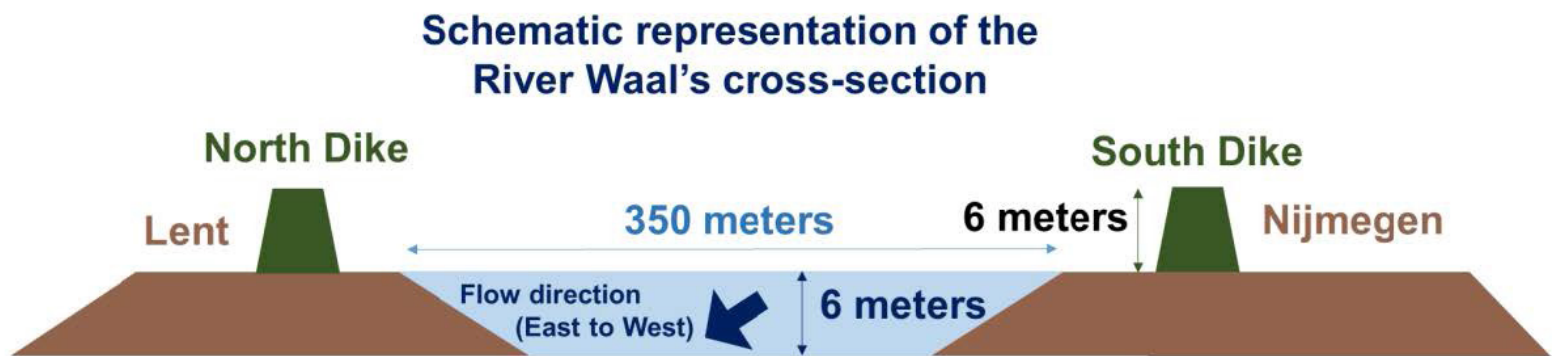 Schematic representation of the
River Waal's cross-section
North Dike
South Dike
Lent
350 meters
6 meters
Nijmegen
Flow direction
(East to West)
6 meters